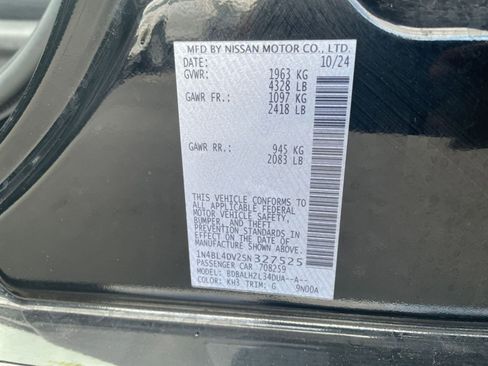 MFD BY NISSAN MOTOR CO., LTD.
DATE: 10/24
GVWR: 1963 KG
4328 LB
GAWR FR.: 1097 KG
2418 LB
GAWR RR.: 945 KG
2083 LB
THIS VEHICLE CONFORMS TO
ALL APPLICABLE FEDERAL
MOTOR VEHICLE SAFETY,
BUMPER, AND THEFT
PREVENTION STANDARDS
IN EFFECT ON THE DATE OF
MANUFACTURE SHOWN ABOVE.
1N4BL4DV2SN327525
PASSENGER CAR 708259
MODEL: BDBALHZL34DUA--A--
COLOR: KH3 TRIM: G 9N00A